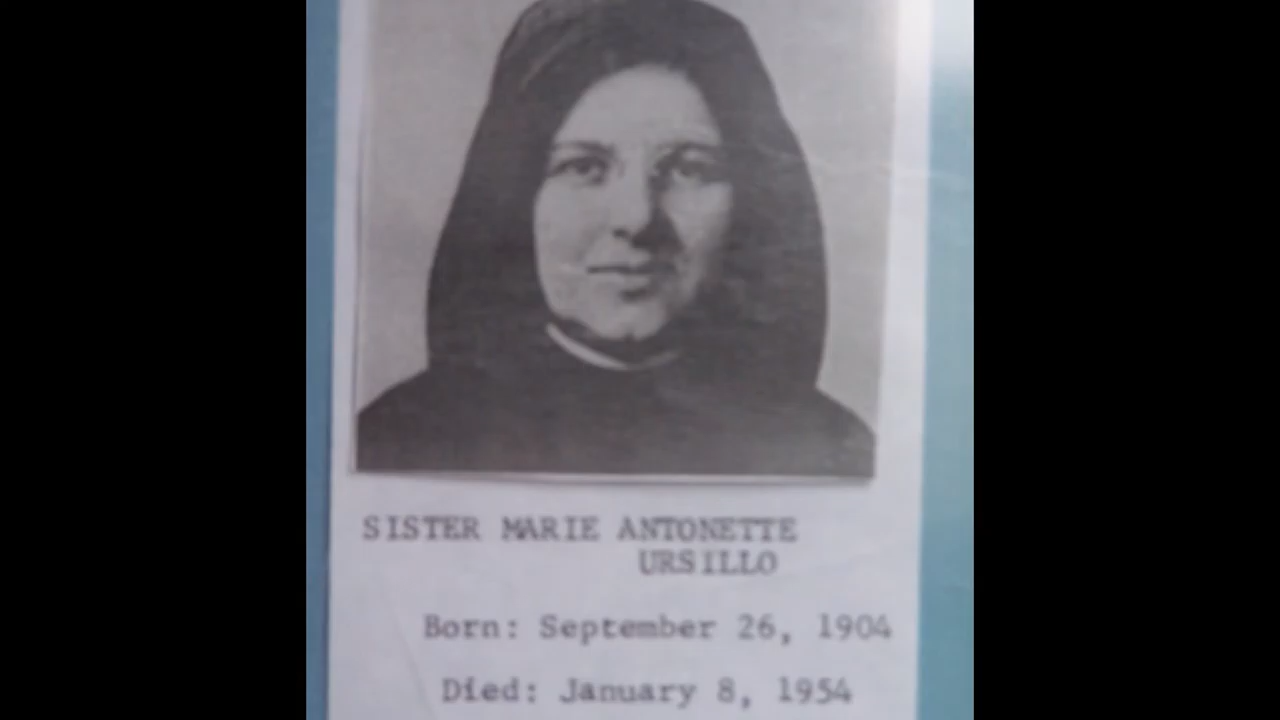 SISTER MARIE ANTONETTE
URSILLO
Born: September 26, 1904
Died: January 8, 1954